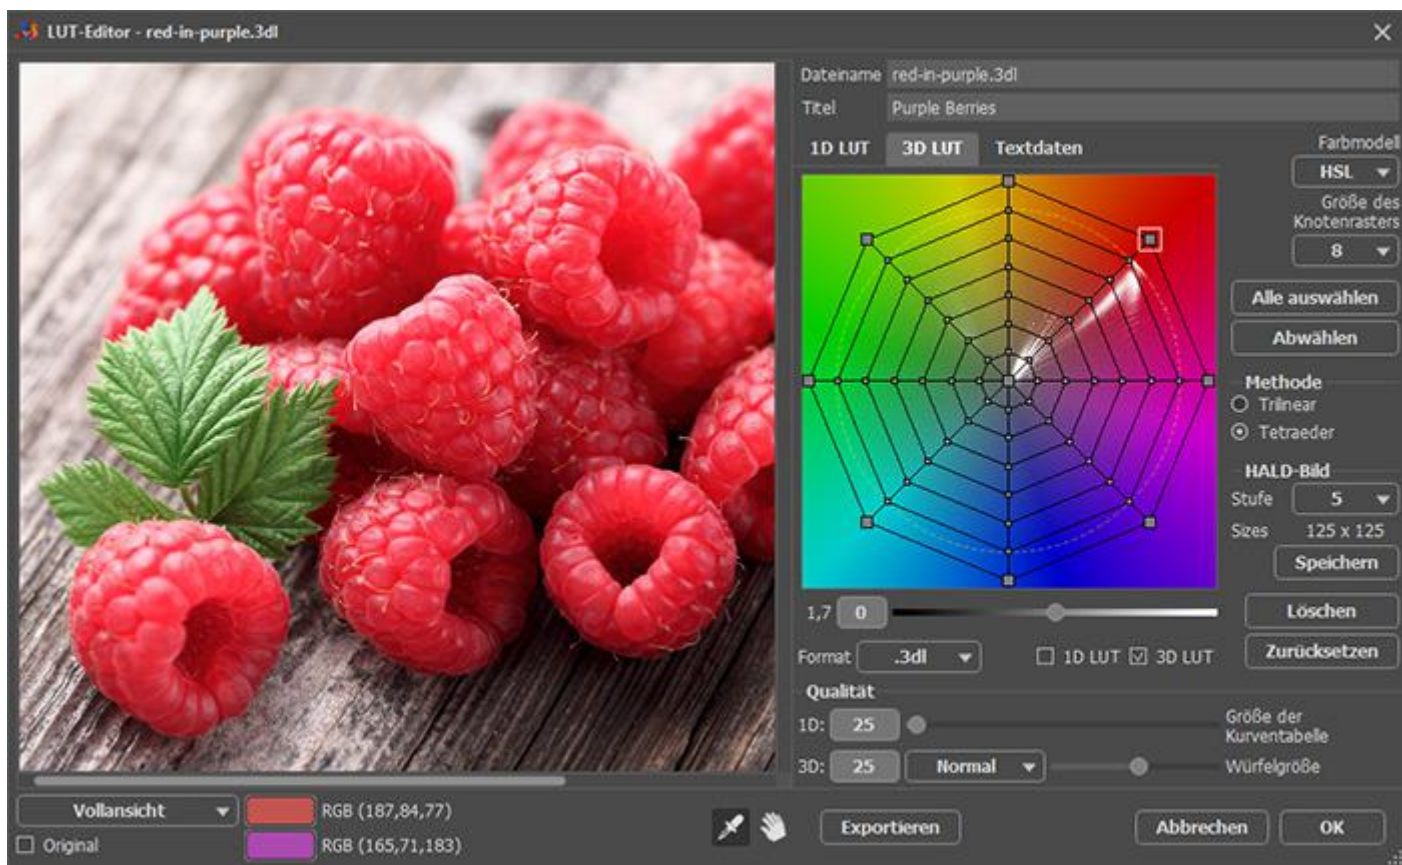 LUT-Editor - red-in-purple.3dl
Dateiname red-in-purple.3dl
Titel Purple Berries
1D LUT 3D LUT Textdaten
Farbmodell
HSL
Größe des
Knotenrasters
8
Alle auswählen
Abwählen
Methode
Trilinear
Tetraeder
HALD-Bild
Stufe 5
Sizes 125 x 125
Speichern
1,7 0
Löschen
Format .3dl 1D LUT 3D LUT
Zurücksetzen
Qualität
1D: 25 Größe der
Kurventabelle
3D: 25 Normal Würfelgröße
Vollansicht RGB (187,84,77)
Original RGB (165,71,183)
Exportieren Abbrechen OK